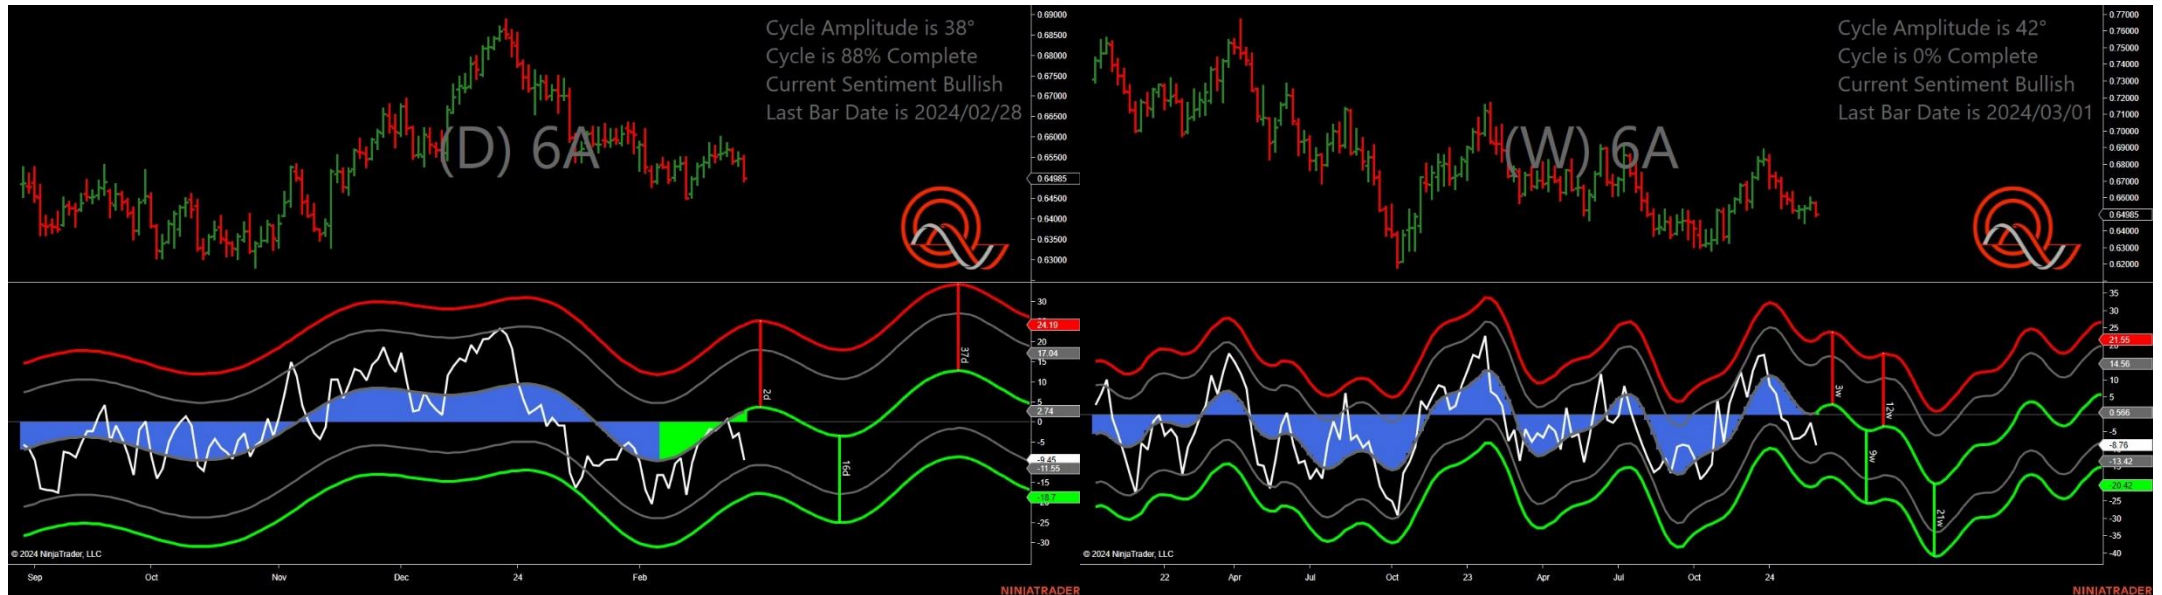 Cycle Amplitude is 38°
Cycle is 88% Complete
Current Sentiment Bullish
Last Bar Date is 2024/02/28
(D) 6A
0.69000
0.68500
0.68000
0.67500
0.67000
0.66500
0.66000
0.65500
0.64985
0.64500
0.64000
0.63500
0.63000
30
24.19
20
17.04
15
10
5
2.74
0
-5
-9.45
-11.55
-18.7
-25
-30
2d
16d
37d
© 2024 NinjaTrader, LLC
Sep
Oct
Nov
Dec
24
Feb
NINJATRADER
Cycle Amplitude is 42°
Cycle is 0% Complete
Current Sentiment Bullish
Last Bar Date is 2024/03/01
(W) 6A
0.77000
0.76000
0.75000
0.74000
0.73000
0.72000
0.71000
0.70000
0.69000
0.68000
0.67000
0.66000
0.64985
0.64000
0.63000
0.62000
35
30
25
21.55
14.56
10
5
0.566
-5
-8.76
-13.42
-20.42
-25
-30
-35
-40
3w
9w
12w
21w
© 2024 NinjaTrader, LLC
22
Apr
Jul
Oct
23
Apr
Jul
Oct
24
NINJATRADER